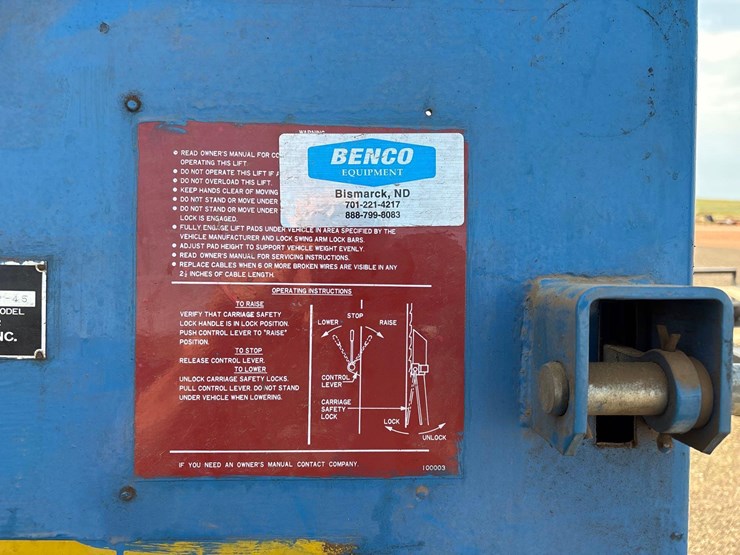 WARNING
• READ OWNER'S MANUAL FOR CO
OPERATING THIS LIFT.
• DO NOT OPERATE THIS LIFT IF
• DO NOT OVERLOAD THIS LIFT.
• KEEP HANDS CLEAR OF MOVING
• DO NOT STAND OR MOVE UNDER
• DO NOT STAND OR MOVE UNDER
LOCK IS ENGAGED.
• FULLY ENGAGE LIFT PADS UNDER VEHICLE IN AREA SPECIFIED BY THE
VEHICLE MANUFACTURER AND LOCK SWING ARM LOCK BARS.
• ADJUST PAD HEIGHT TO SUPPORT VEHICLE WEIGHT EVENLY.
• READ OWNER'S MANUAL FOR SERVICING INSTRUCTIONS.
• REPLACE CABLES WHEN 6 OR MORE BROKEN WIRES ARE VISIBLE IN ANY
2½ INCHES OF CABLE LENGTH.
BENCO
EQUIPMENT
Bismarck, ND
701-221-4217
888-799-8083
OPERATING INSTRUCTIONS
TO RAISE
VERIFY THAT CARRIAGE SAFETY
LOCK HANDLE IS IN LOCK POSITION.
PUSH CONTROL LEVER TO "RAISE"
POSITION.
TO STOP
RELEASE CONTROL LEVER.
TO LOWER
UNLOCK CARRIAGE SAFETY LOCKS.
PULL CONTROL LEVER. DO NOT STAND
UNDER VEHICLE WHEN LOWERING.
LOWER STOP RAISE
CONTROL
LEVER
CARRIAGE
SAFETY
LOCK
LOCK
UNLOCK
IF YOU NEED AN OWNER'S MANUAL CONTACT COMPANY.
100003
ODEL
NC.